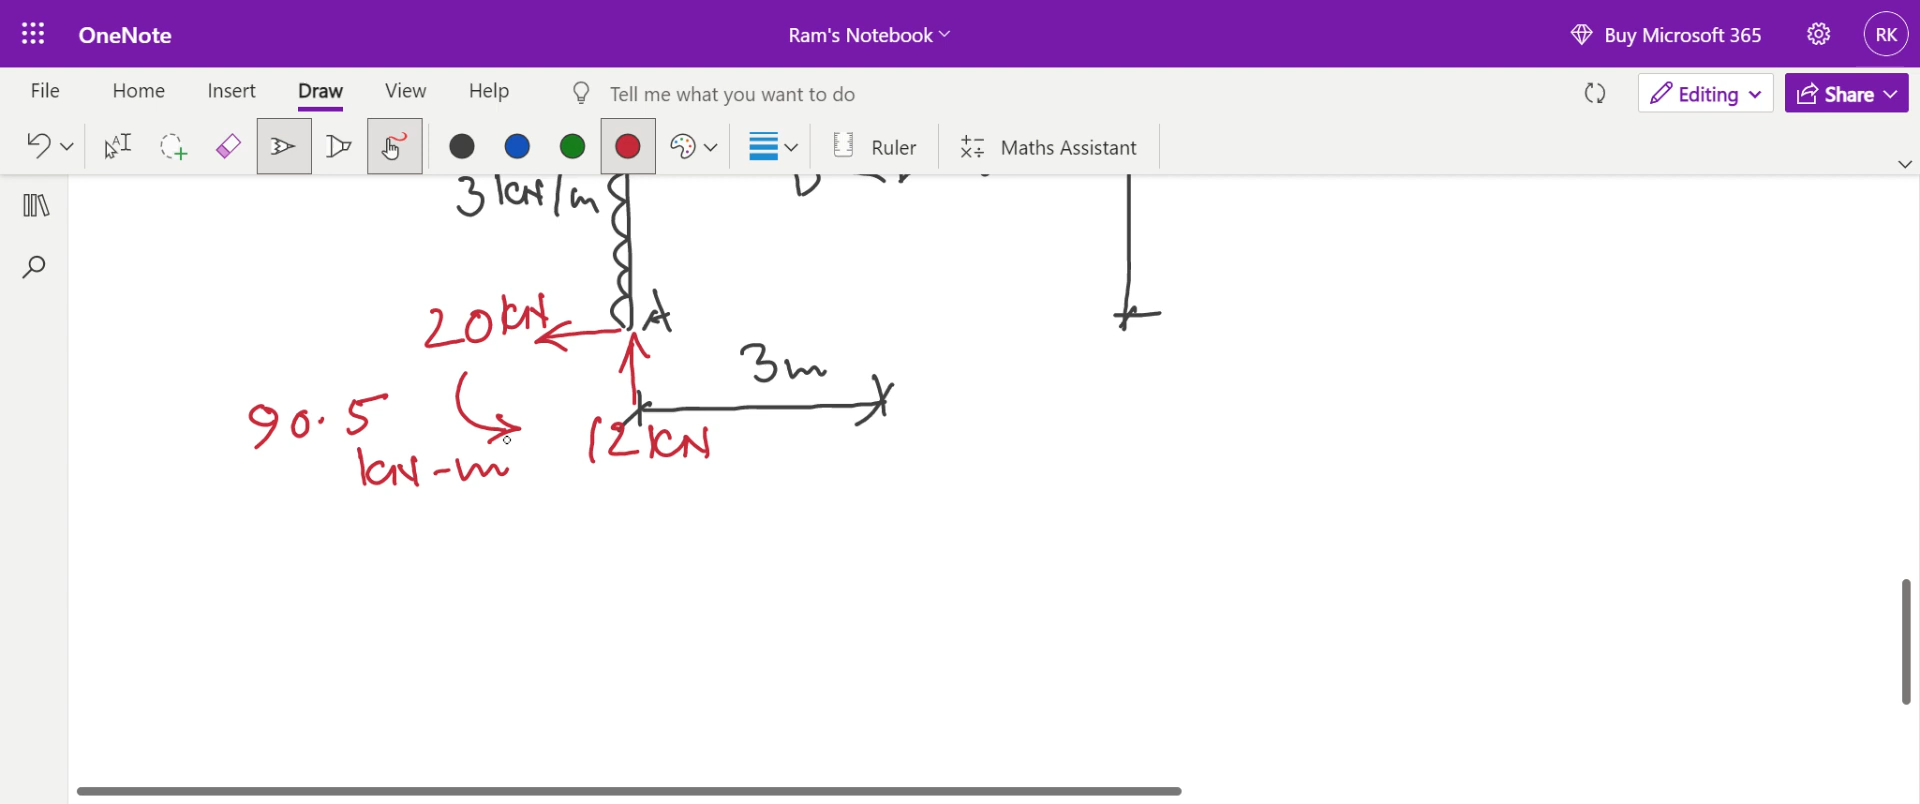 OneNote
Ram's Notebook
Buy Microsoft 365
RK
File Home Insert Draw View Help
Tell me what you want to do
Editing
Share
Ruler
Maths Assistant
3 kN/m
A
20 kN
3m
90.5
kN-m
12 kN